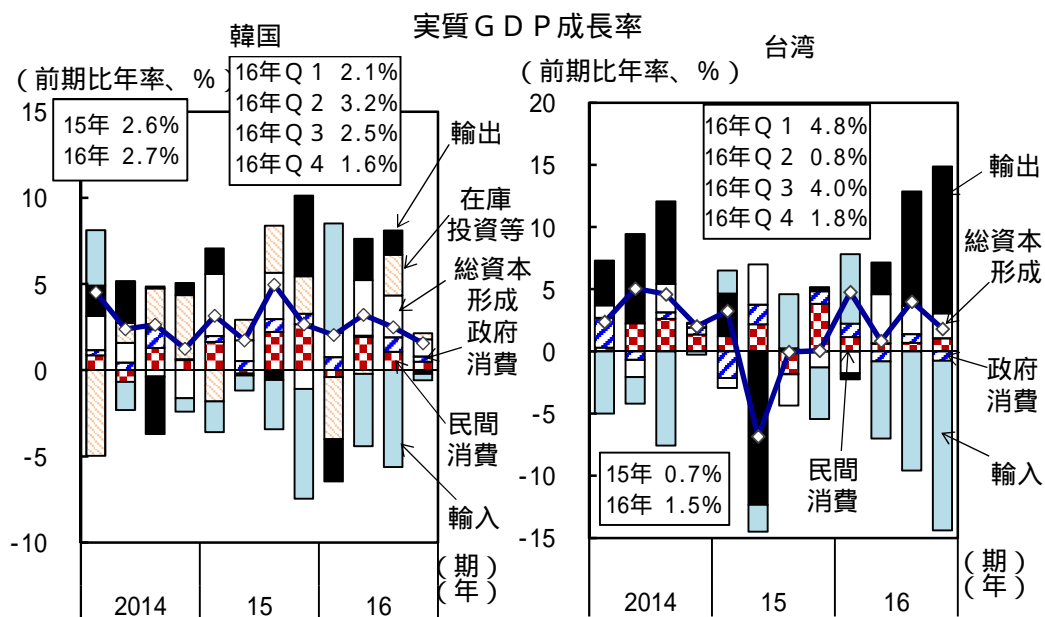 実質ＧＤＰ成長率
韓国
（前期比年率、％）
15年 2.6%
16年 2.7%
16年Ｑ１ 2.1%
16年Ｑ２ 3.2%
16年Ｑ３ 2.5%
16年Ｑ４ 1.6%
15
10
5
0
-5
-10
輸出
在庫
投資等
総資本
形成
政府
消費
民間
消費
輸入
（期）
（年）
2014
15
16
台湾
（前期比年率、％）
16年Ｑ１ 4.8%
16年Ｑ２ 0.8%
16年Ｑ３ 4.0%
16年Ｑ４ 1.8%
15年 0.7%
16年 1.5%
20
15
10
5
0
-5
-10
-15
輸出
総資本
形成
政府
消費
民間
消費
輸入
（期）
（年）
2014
15
16